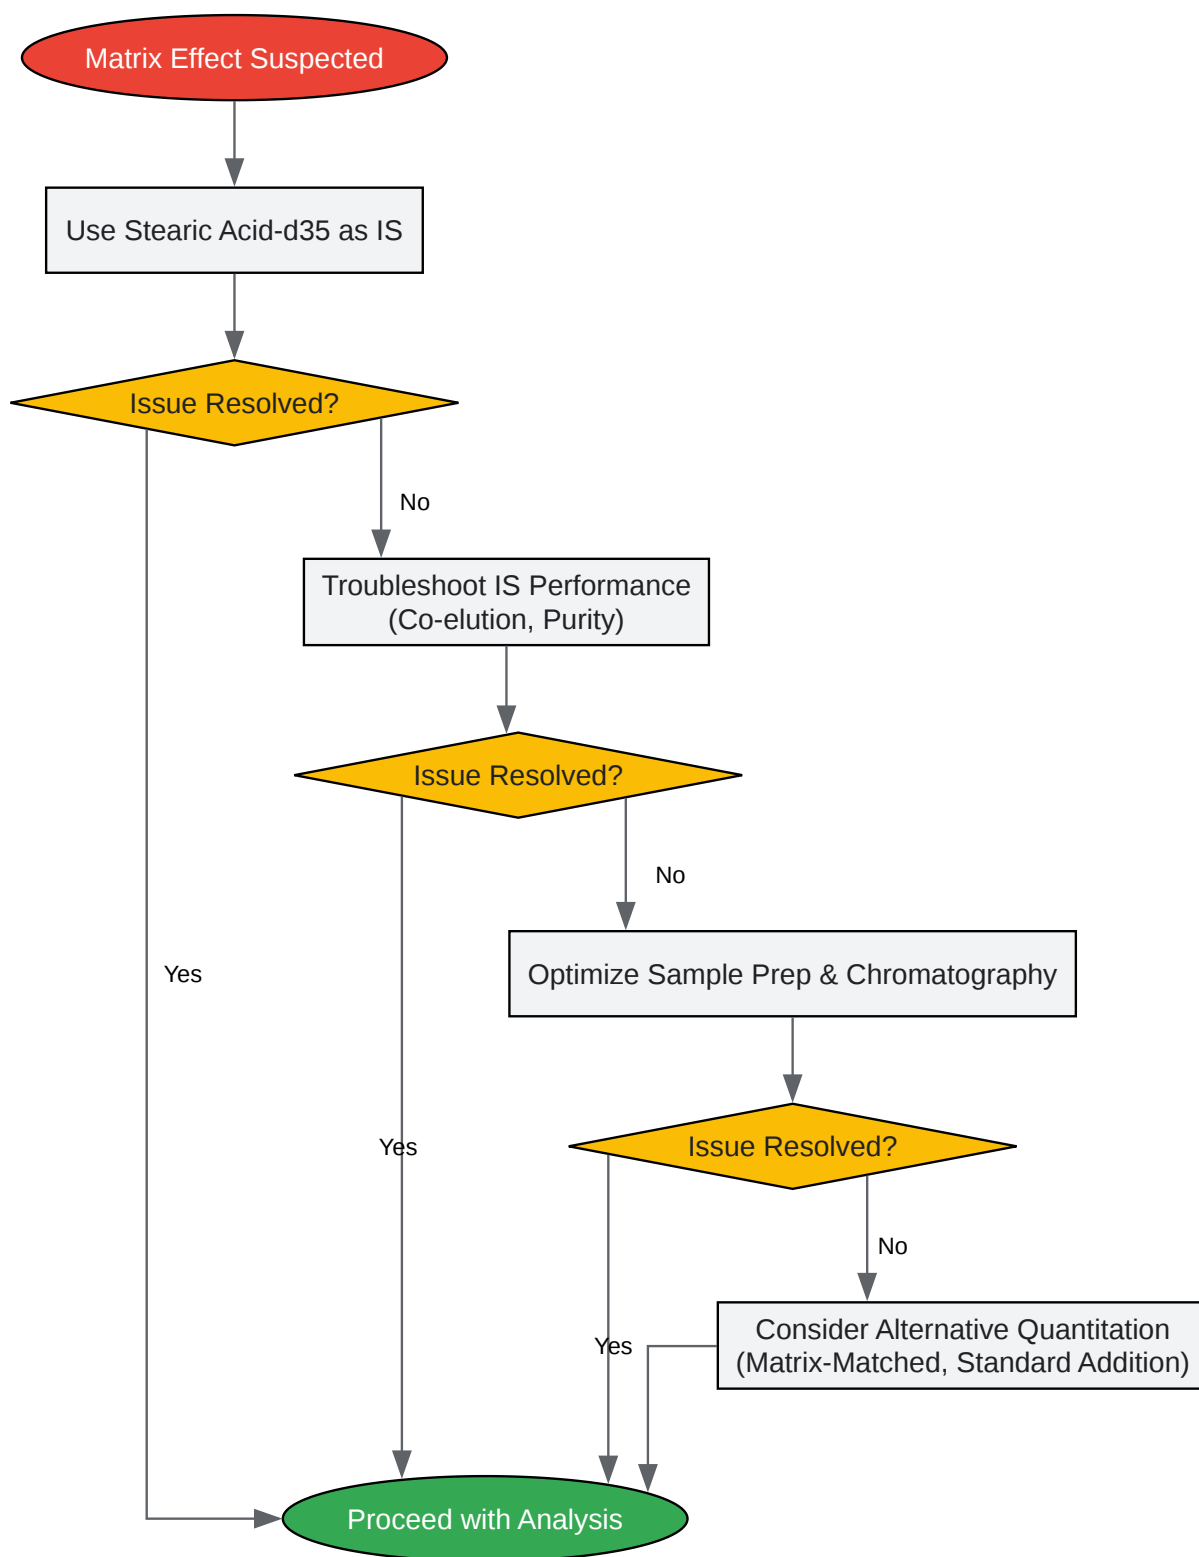 Matrix Effect Suspected
Use Stearic Acid-d35 as IS
Issue Resolved?
No
Troubleshoot IS Performance
(Co-elution, Purity)
Issue Resolved?
No
Optimize Sample Prep & Chromatography
Yes
Yes
Issue Resolved?
No
Yes
Consider Alternative Quantitation
(Matrix-Matched, Standard Addition)
Proceed with Analysis